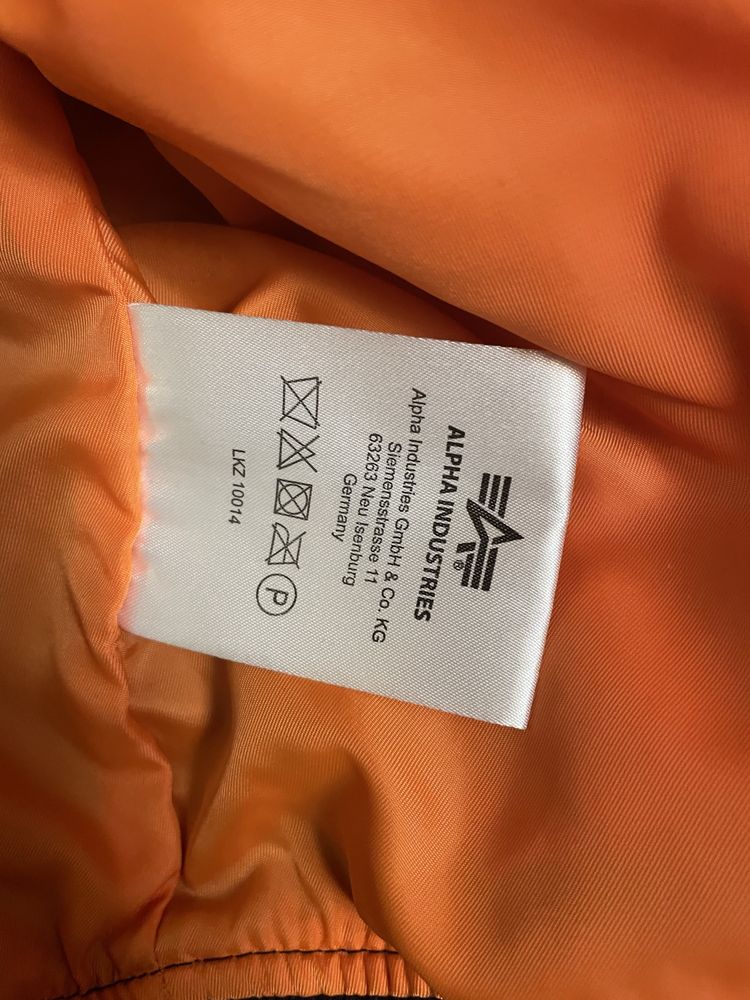 ®
ALPHA INDUSTRIES
Alpha Industries GmbH & Co. KG
Siemensstrasse 11
63263 Neu Isenburg
Germany
P
LKZ 10014